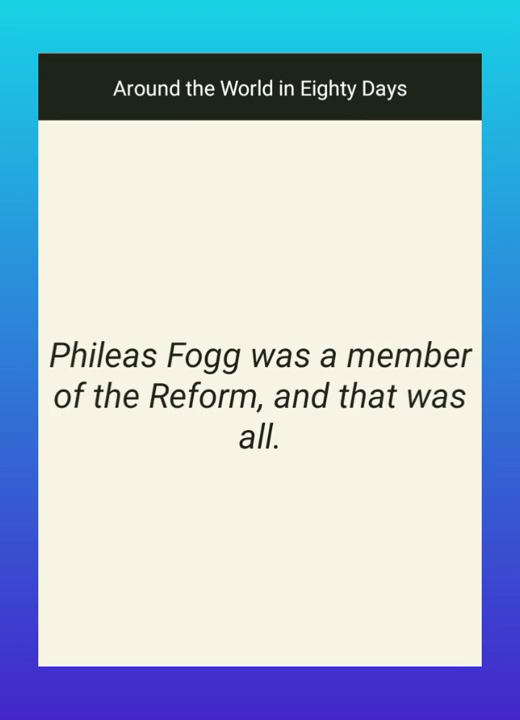 Around the World in Eighty Days
Phileas Fogg was a member
of the Reform, and that was
all.